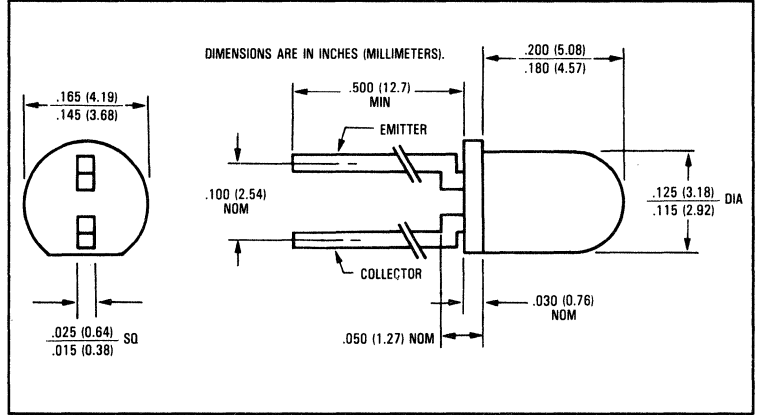 DIMENSIONS ARE IN INCHES (MILLIMETERS).
.200 (5.08)
.180 (4.57)
.165 (4.19)
.145 (3.68)
.500 (12.7)
MIN
EMITTER
.100 (2.54)
NOM
.125 (3.18)
.115 (2.92)
DIA
COLLECTOR
.030 (0.76)
NOM
.025 (0.64)
.015 (0.38)
SQ
.050 (1.27) NOM